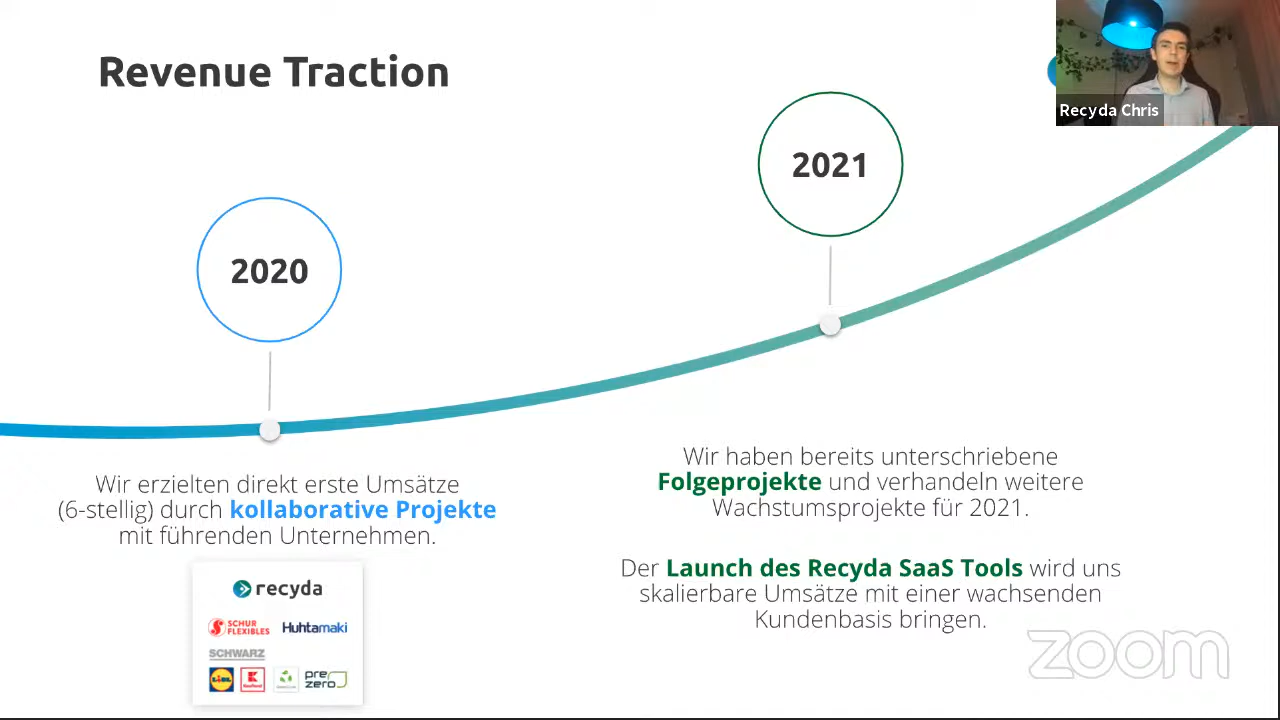 Revenue Traction
Recyda Chris
2021
2020
Wir erzielten direkt erste Umsätze
(6-stellig) durch kollaborative Projekte
mit führenden Unternehmen.
recyda
SCHUR
FLEXIBLES
Huhtamaki
SCHWARZ
LIDL
Kaufland
pre
zero
Wir haben bereits unterschriebene
Folgeprojekte und verhandeln weitere
Wachstumsprojekte für 2021.
Der Launch des Recyda SaaS Tools wird uns
skalierbare Umsätze mit einer wachsenden
Kundenbasis bringen.
zoom